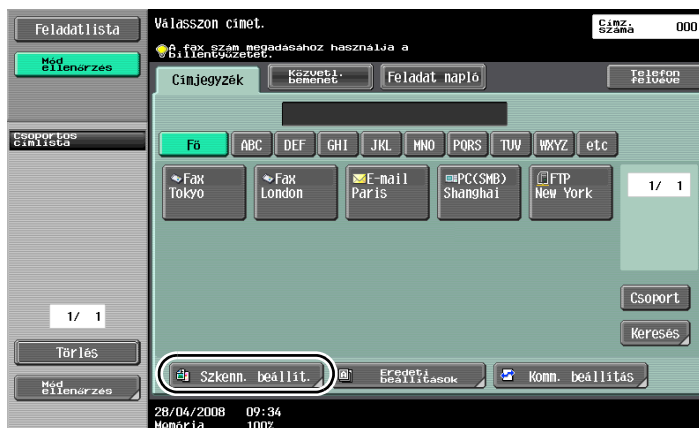 Feladatlista
Mód
ellenőrzés
Csoportos
címlista
1/ 1
Törlés
Mód
ellenőrzés
Válasszon címet.
A fax szám megadásához használja a
billentyűzetet.
Címz.
száma 000
Címjegyzék
Közvetl.
bemenet
Feladat napló
Telefon
felvéve
Fő ABC DEF GHI JKL MNO PQRS TUV WXYZ etc
Fax
Tokyo
Fax
London
E-mail
Paris
PC(SMB)
Shanghai
FTP
New York
1/ 1
Csoport
Keresés
Szkenn. beállít.
Eredeti
beállítások
Komm. beállítás
28/04/2008 09:34
Memória 100%